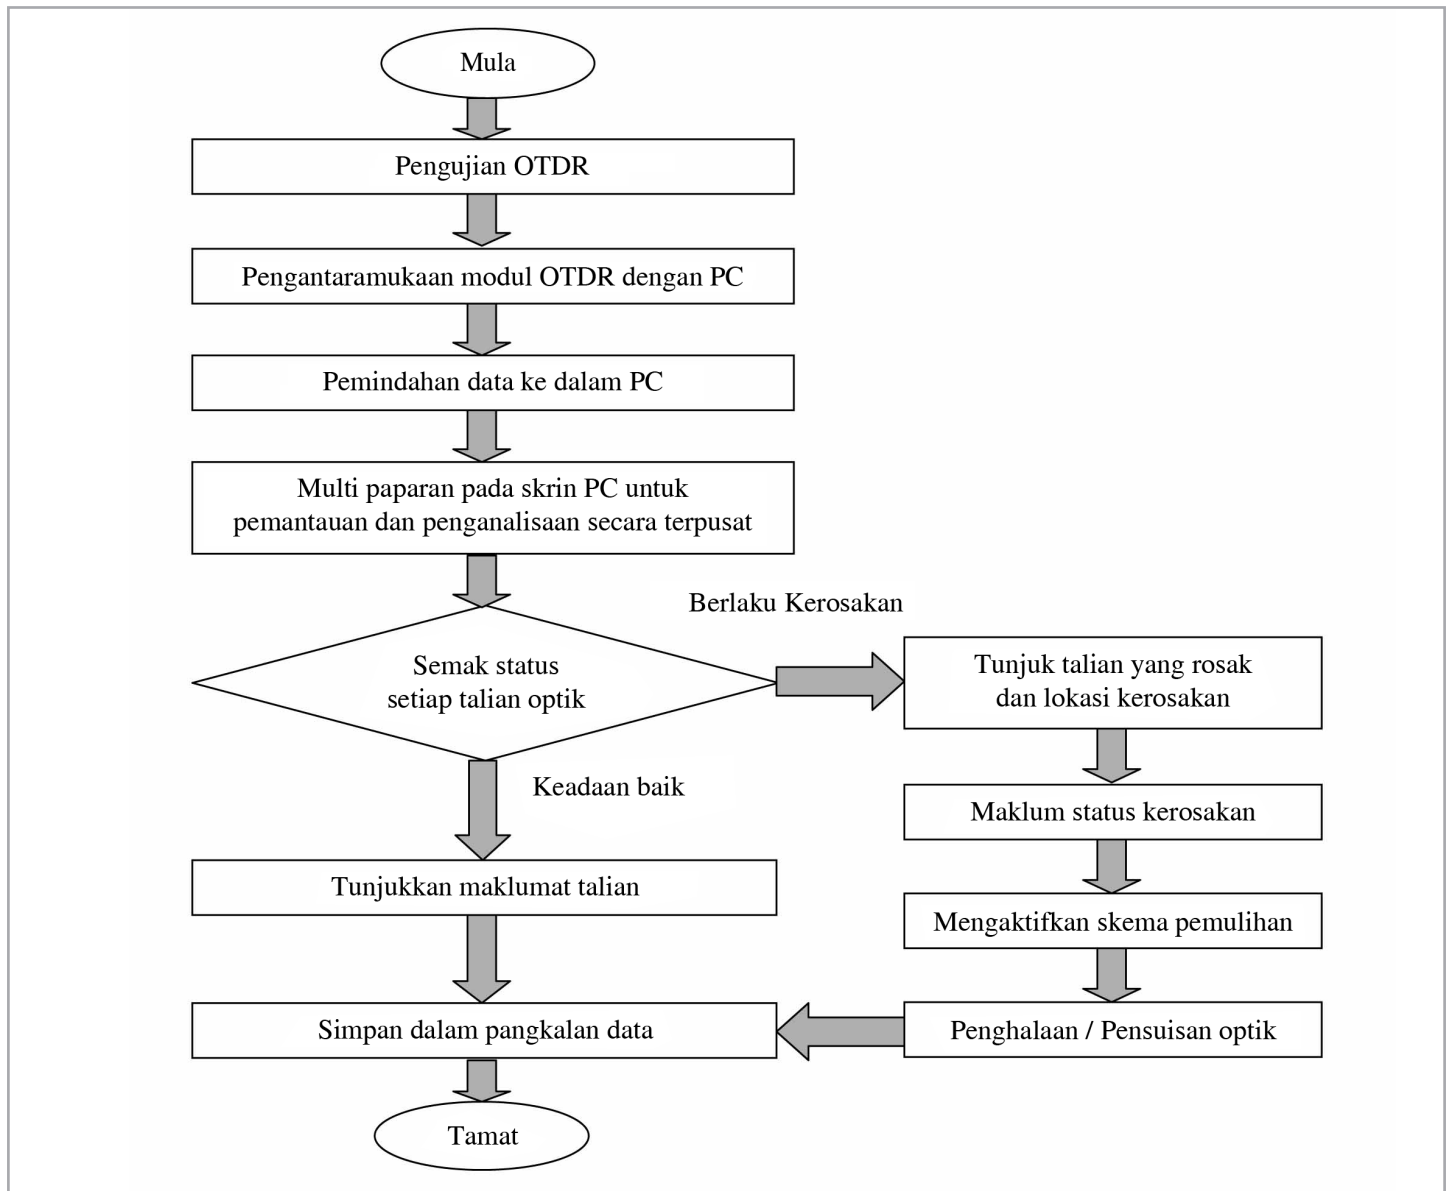 Mula
Pengujian OTDR
Pengantaramukaan modul OTDR dengan PC
Pemindahan data ke dalam PC
Multi paparan pada skrin PC untuk
pemantauan dan penganalisaan secara terpusat
Berlaku Kerosakan
Semak status
setiap talian optik
Tunjuk talian yang rosak
dan lokasi kerosakan
Keadaan baik
Maklum status kerosakan
Tunjukkan maklumat talian
Mengaktifkan skema pemulihan
Simpan dalam pangkalan data
Penghalaan / Pensuisan optik
Tamat